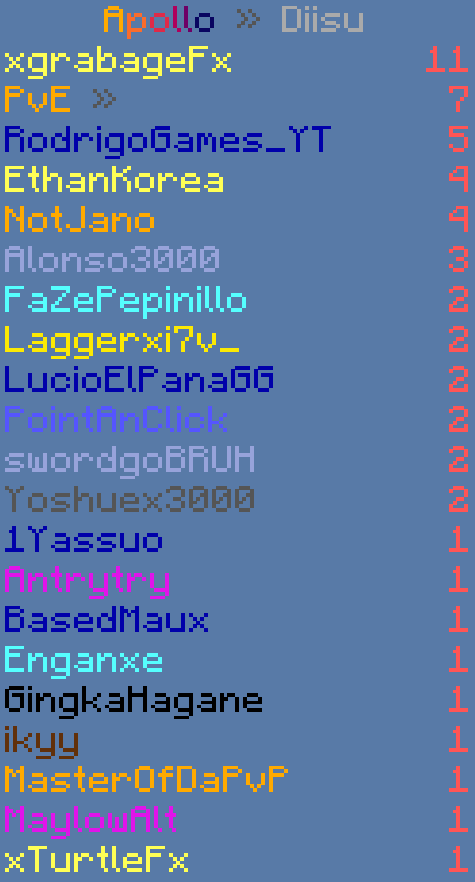 Apollo » Diisu
xgrabageFx 11
PvE » 7
RodrigoGames_YT 5
EthanKorea 4
NotJano 4
Alonso3000 3
FaZePepinillo 2
Laggerxi7v_ 2
LucioElPanaGG 2
PointAnClick 2
swordgoBRUH 2
Yoshuex3000 2
1Yassuo 1
Antrytry 1
BasedMaux 1
Enganxe 1
GingkaHagane 1
ikyy 1
MasterOfDaPvP 1
MaylowAlt 1
xTurtleFx 1